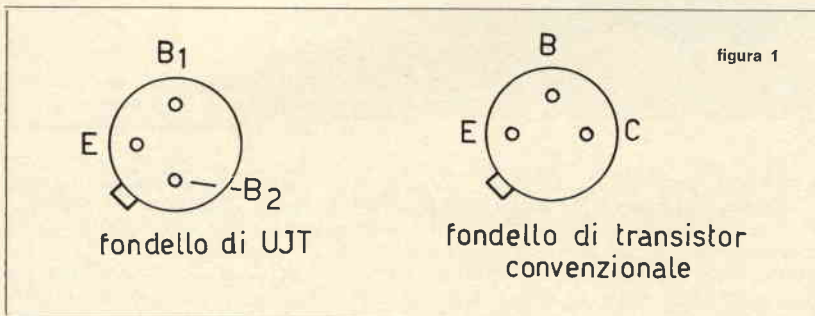 figura 1
B1
E
B2
fondello di UJT
B
E
C
fondello di transistor
convenzionale